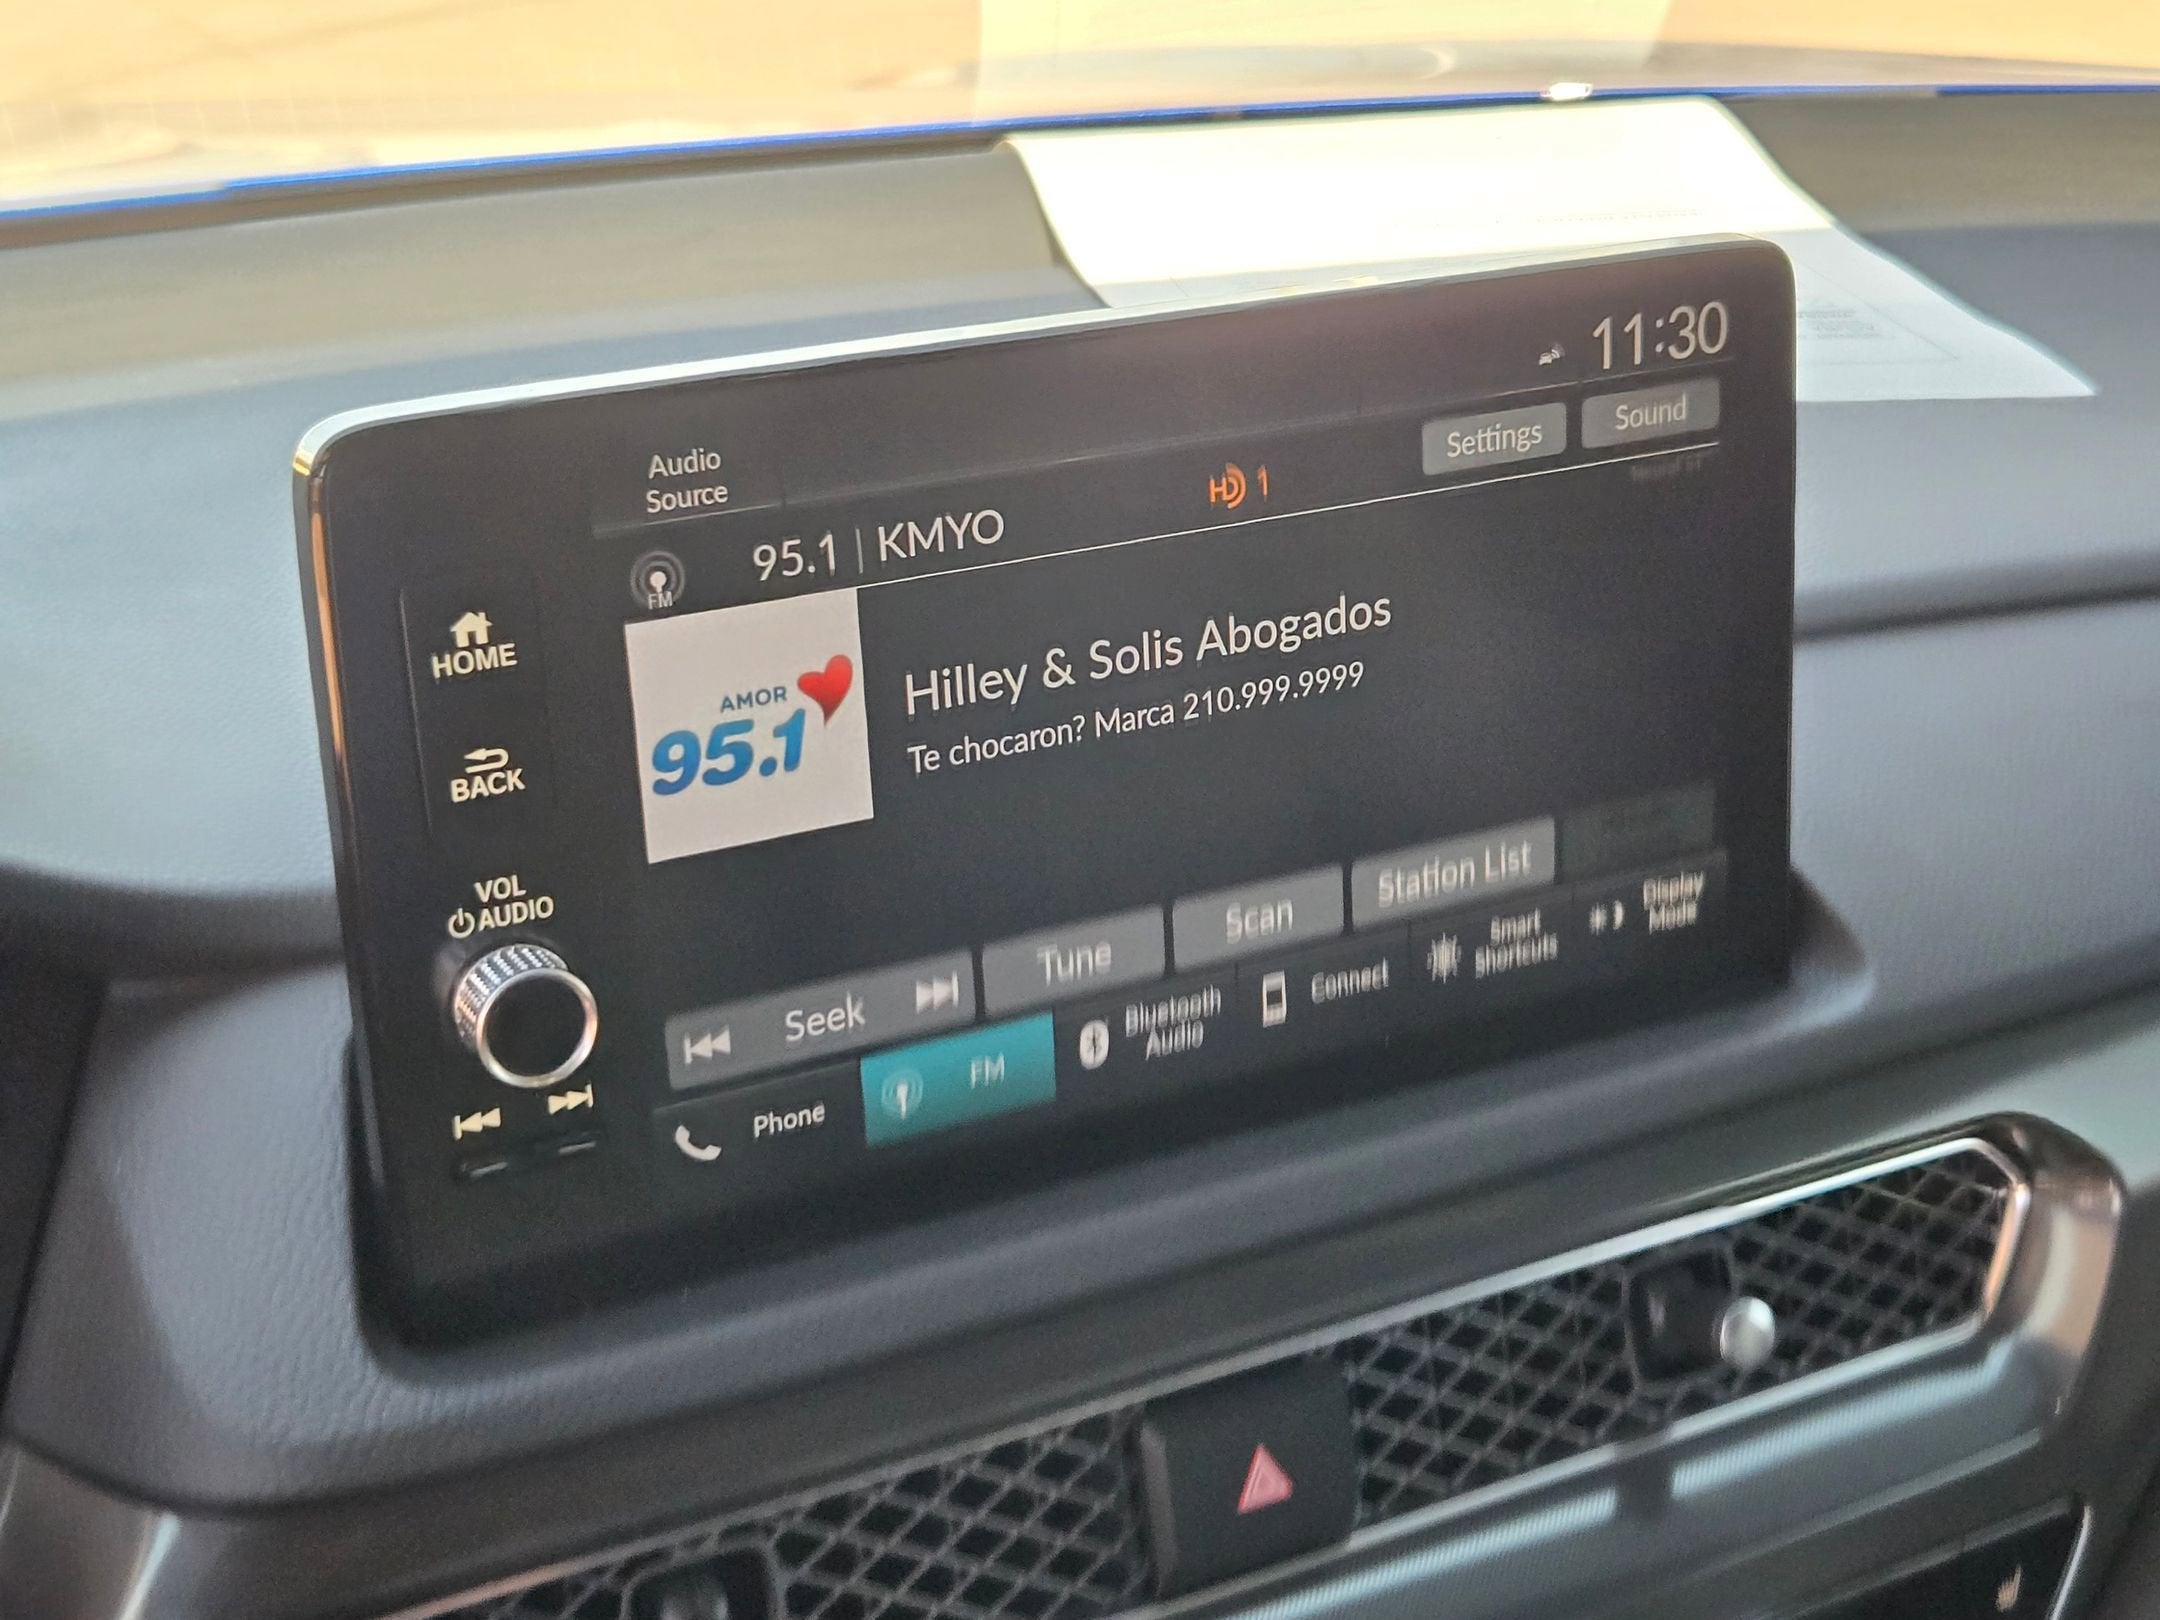 11:30
Audio
Source
Settings
Sound
HD 1
FM
95.1 | KMYO
HOME
AMOR
95.1
Hilley & Solis Abogados
Te chocaron? Marca 210.999.9999
BACK
VOL
AUDIO
Seek
Tune
Scan
Station List
Phone
FM
Bluetooth
Audio
Connect
Smart
Shortcuts
Display
Mode